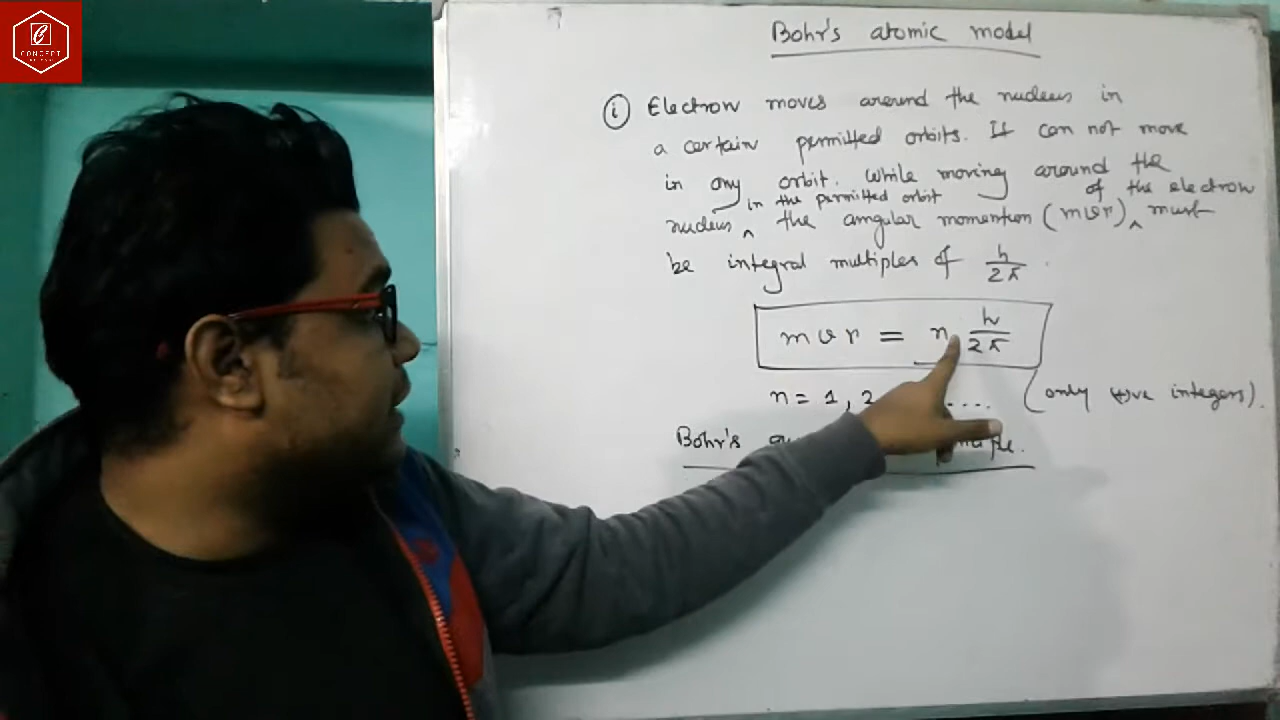 CONCEPT
Bohr's atomic model
(i) Electron moves around the nucleus in
a certain permitted orbits. It can not move
in any orbit. While moving around the
in the permitted orbit of the electron
nucleus ^ the angular momentum (mvr) ^ must
be integral multiples of h/2π.
mvr = n h/2π
n = 1, 2 .... (only +ve integers).
Bohr's